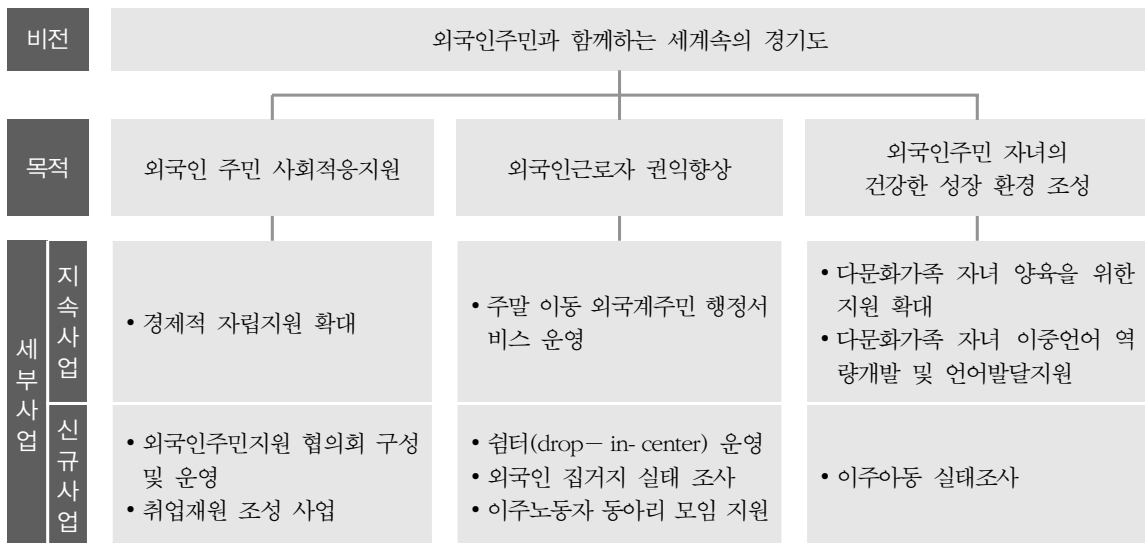 비전
외국인주민과 함께하는 세계속의 경기도
목적
외국인 주민 사회적응지원
외국인근로자 권익향상
외국인주민 자녀의
건강한 성장 환경 조성
세부사업
지속사업
• 경제적 자립지원 확대
• 주말 이동 외국계주민 행정서
비스 운영
• 다문화가족 자녀 양육을 위한
지원 확대
• 다문화가족 자녀 이중언어 역
량개발 및 언어발달지원
신규사업
• 외국인주민지원 협의회 구성
및 운영
• 취업재원 조성 사업
• 쉼터(drop- in- center) 운영
• 외국인 집거지 실태 조사
• 이주노동자 동아리 모임 지원
• 이주아동 실태조사